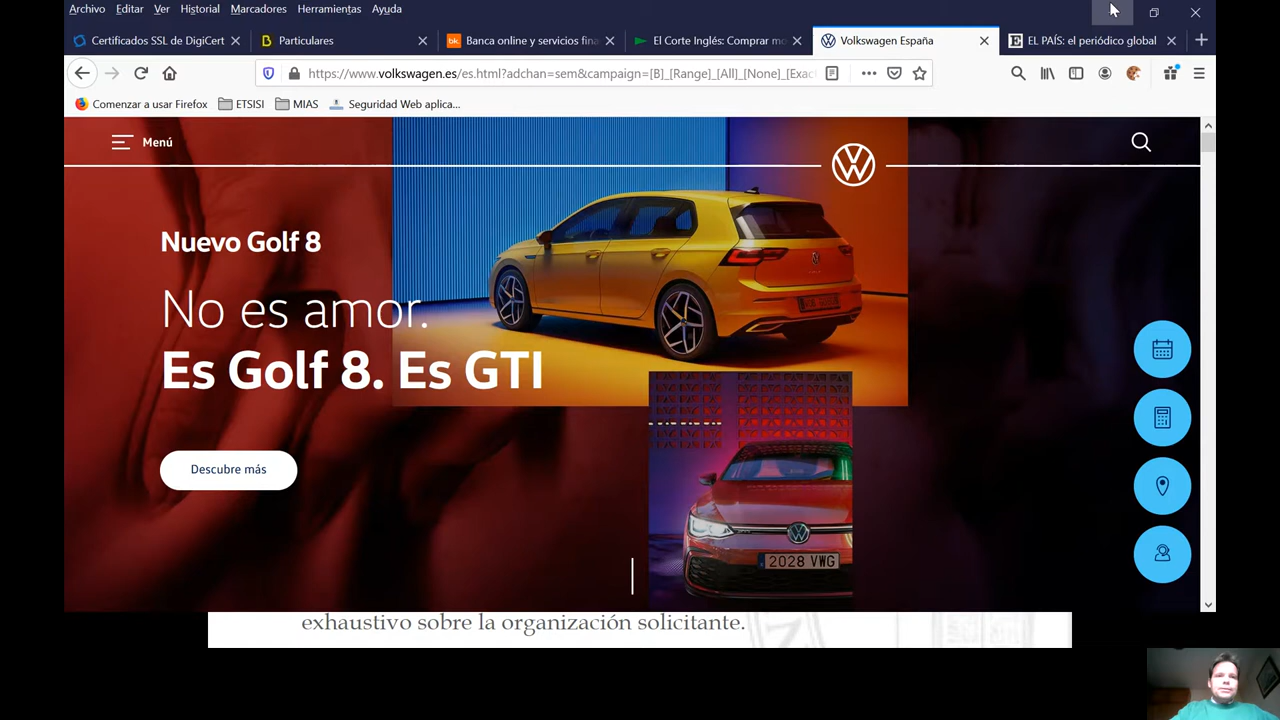 Archivo Editar Ver Historial Marcadores Herramientas Ayuda
Certificados SSL de DigiCert Particulares bk. Banca online y servicios fina El Corte Inglés: Comprar mo Volkswagen España E EL PAÍS: el periódico global
https://www.volkswagen.es/es.html?adchan=sem&campaign=[B]_[Range]_[All]_[None]_[Exac
Comenzar a usar Firefox ETSISI MIAS Seguridad Web aplica...
Menú
Nuevo Golf 8
No es amor.
Es Golf 8. Es GTI
Descubre más
2028 VWG
exhaustivo sobre la organización solicitante.